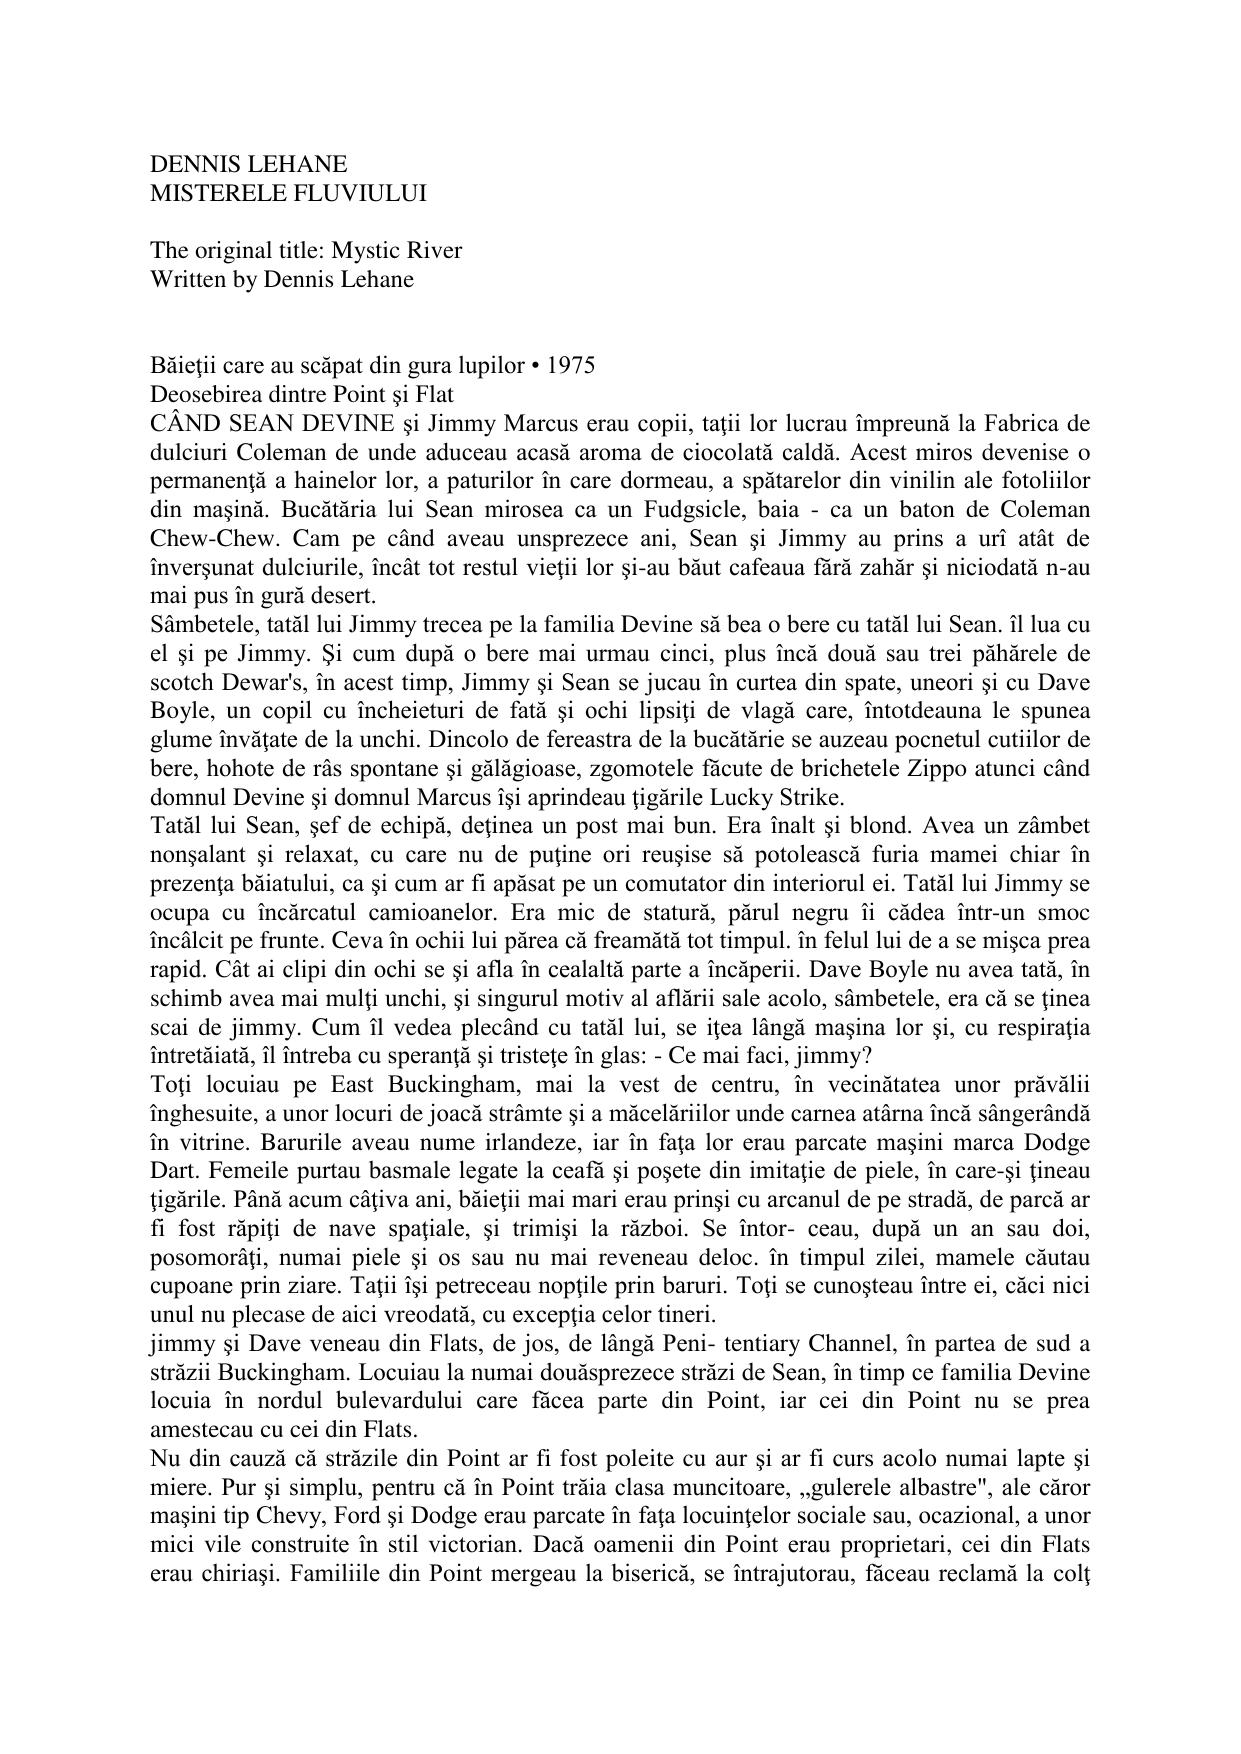 DENNIS LEHANE
MISTERELE FLUVIULUI
The original title: Mystic River
Written by Dennis Lehane
Băieţii care au scăpat din gura lupilor • 1975
Deosebirea dintre Point şi Flat
CÂND SEAN DEVINE şi Jimmy Marcus erau copii, taţii lor lucrau împreună la Fabrica de
dulciuri Coleman de unde aduceau acasă aroma de ciocolată caldă. Acest miros devenise o
permanenţă a hainelor lor, a paturilor în care dormeau, a spătarelor din vinilin ale fotoliilor
din maşină. Bucătăria lui Sean mirosea ca un Fudgsicle, baia - ca un baton de Coleman
Chew-Chew. Cam pe când aveau unsprezece ani, Sean şi Jimmy au prins a urî atât de
înverşunat dulciurile, încât tot restul vieţii lor şi-au băut cafeaua fără zahăr şi niciodată n-au
mai pus în gură desert.
Sâmbetele, tatăl lui Jimmy trecea pe la familia Devine să bea o bere cu tatăl lui Sean. îl lua cu
el şi pe Jimmy. Şi cum după o bere mai urmau cinci, plus încă două sau trei păhărele de
scotch Dewar's, în acest timp, Jimmy şi Sean se jucau în curtea din spate, uneori şi cu Dave
Boyle, un copil cu încheieturi de fată şi ochi lipsiţi de vlagă care, întotdeauna le spunea
glume învăţate de la unchi. Dincolo de fereastra de la bucătărie se auzeau pocnetul cutiilor de
bere, hohote de râs spontane şi gălăgioase, zgomotele făcute de brichetele Zippo atunci când
domnul Devine şi domnul Marcus îşi aprindeau ţigările Lucky Strike.
Tatăl lui Sean, şef de echipă, deţinea un post mai bun. Era înalt şi blond. Avea un zâmbet
nonşalant şi relaxat, cu care nu de puţine ori reuşise să potolească furia mamei chiar în
prezenţa băiatului, ca şi cum ar fi apăsat pe un comutator din interiorul ei. Tatăl lui Jimmy se
ocupa cu încărcatul camioanelor. Era mic de statură, părul negru îi cădea într-un smoc
încâlcit pe frunte. Ceva în ochii lui părea că freamătă tot timpul. în felul lui de a se mişca prea
rapid. Cât ai clipi din ochi se şi afla în cealaltă parte a încăperii. Dave Boyle nu avea tată, în
schimb avea mai mulţi unchi, şi singurul motiv al aflării sale acolo, sâmbetele, era că se ţinea
scai de jimmy. Cum îl vedea plecând cu tatăl lui, se iţea lângă maşina lor şi, cu respiraţia
întretăiată, îl întreba cu speranţă şi tristeţe în glas: - Ce mai faci, jimmy?
Toţi locuiau pe East Buckingham, mai la vest de centru, în vecinătatea unor prăvălii
înghesuite, a unor locuri de joacă strâmte şi a măcelăriilor unde carnea atârna încă sângerândă
în vitrine. Barurile aveau nume irlandeze, iar în faţa lor erau parcate maşini marca Dodge
Dart. Femeile purtau basmale legate la ceafă şi poşete din imitaţie de piele, în care-şi ţineau
ţigările. Până acum câţiva ani, băieţii mai mari erau prinşi cu arcanul de pe stradă, de parcă ar
fi fost răpiţi de nave spaţiale, şi trimişi la război. Se întor- ceau, după un an sau doi,
posomorâţi, numai piele şi os sau nu mai reveneau deloc. în timpul zilei, mamele căutau
cupoane prin ziare. Taţii îşi petreceau nopţile prin baruri. Toţi se cunoşteau între ei, căci nici
unul nu plecase de aici vreodată, cu excepţia celor tineri.
jimmy şi Dave veneau din Flats, de jos, de lângă Peni- tentiary Channel, în partea de sud a
străzii Buckingham. Locuiau la numai douăsprezece străzi de Sean, în timp ce familia Devine
locuia în nordul bulevardului care făcea parte din Point, iar cei din Point nu se prea
amestecau cu cei din Flats.
Nu din cauză că străzile din Point ar fi fost poleite cu aur şi ar fi curs acolo numai lapte şi
miere. Pur şi simplu, pentru că în Point trăia clasa muncitoare, „gulerele albastre", ale căror
maşini tip Chevy, Ford şi Dodge erau parcate în faţa locuinţelor sociale sau, ocazional, a unor
mici vile construite în stil victorian. Dacă oamenii din Point erau proprietari, cei din Flats
erau chiriaşi. Familiile din Point mergeau la biserică, se întrajutorau, făceau reclamă la colţ